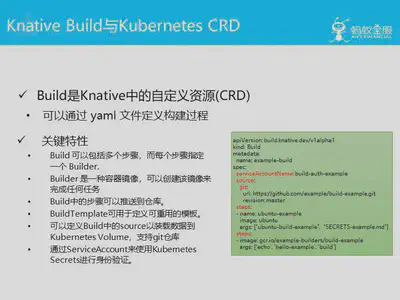 Knative Build与Kubernetes CRD
蚂蚁金服
ANT FINANCIAL
✓ Build是Knative中的自定义资源(CRD)
• 可以通过 yaml 文件定义构建过程
✓ 关键特性
• Build 可以包括多个步骤，而每个步骤指定
一个 Builder.
• Builder 是一种容器镜像，可以创建该镜像来
完成任何任务
• Build中的步骤可以推送到仓库。
• BuildTemplate可用于定义可重用的模板。
• 可以定义Build中的source以装载数据到
Kubernetes Volume，支持git仓库
• 通过ServiceAccount来使用Kubernetes
Secrets进行身份验证。
apiVersion: build.knative.dev/v1alpha1
kind: Build
metadata:
name: example-build
spec:
serviceAccountName: build-auth-example
source:
git:
url: https://github.com/example/build-example.git
revision: master
steps:
- name: ubuntu-example
image: ubuntu
args: ["ubuntu-build-example", "SECRETS-example.md"]
steps:
- image: gcr.io/example-builders/build-example
args: ["echo", "hello-example", "build"]